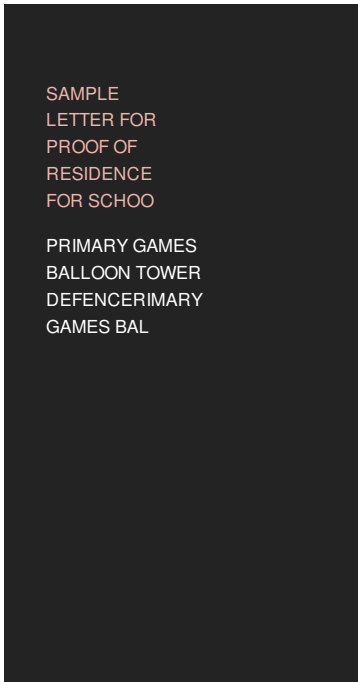 SAMPLE
LETTER FOR
PROOF OF
RESIDENCE
FOR SCHOO
PRIMARY GAMES
BALLOON TOWER
DEFENCERIMARY
GAMES BAL